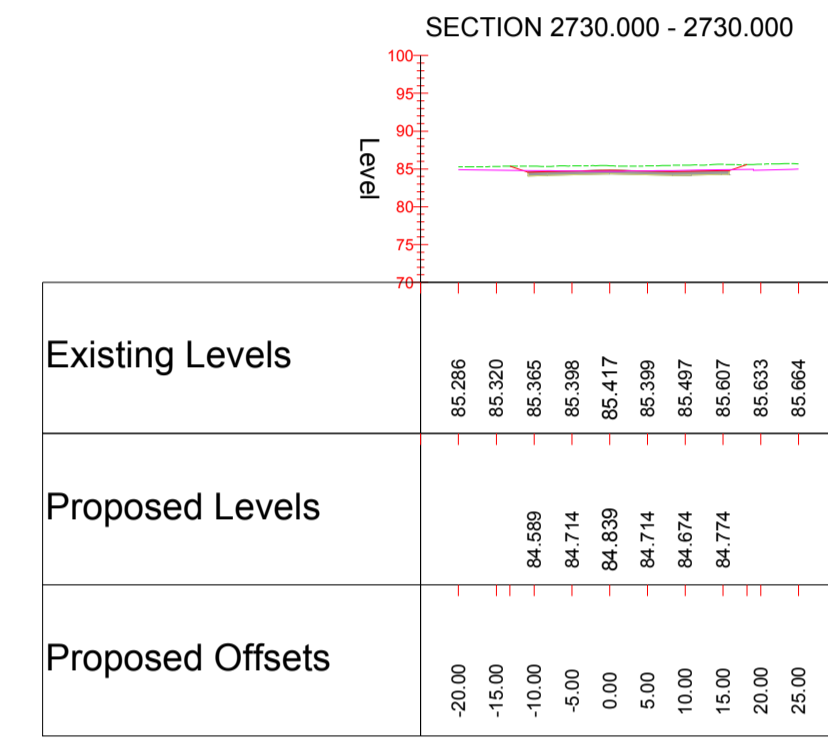 SECTION 2730.000 - 2730.000
100
95
90
85
80
75
70
Level
Existing Levels
85.286 85.320 85.365 85.398 85.417 85.399 85.497 85.607 85.633 85.664
Proposed Levels
84.589 84.714 84.839 84.714 84.674 84.774
Proposed Offsets
-20.00 -15.00 -10.00 -5.00 0.00 5.00 10.00 15.00 20.00 25.00